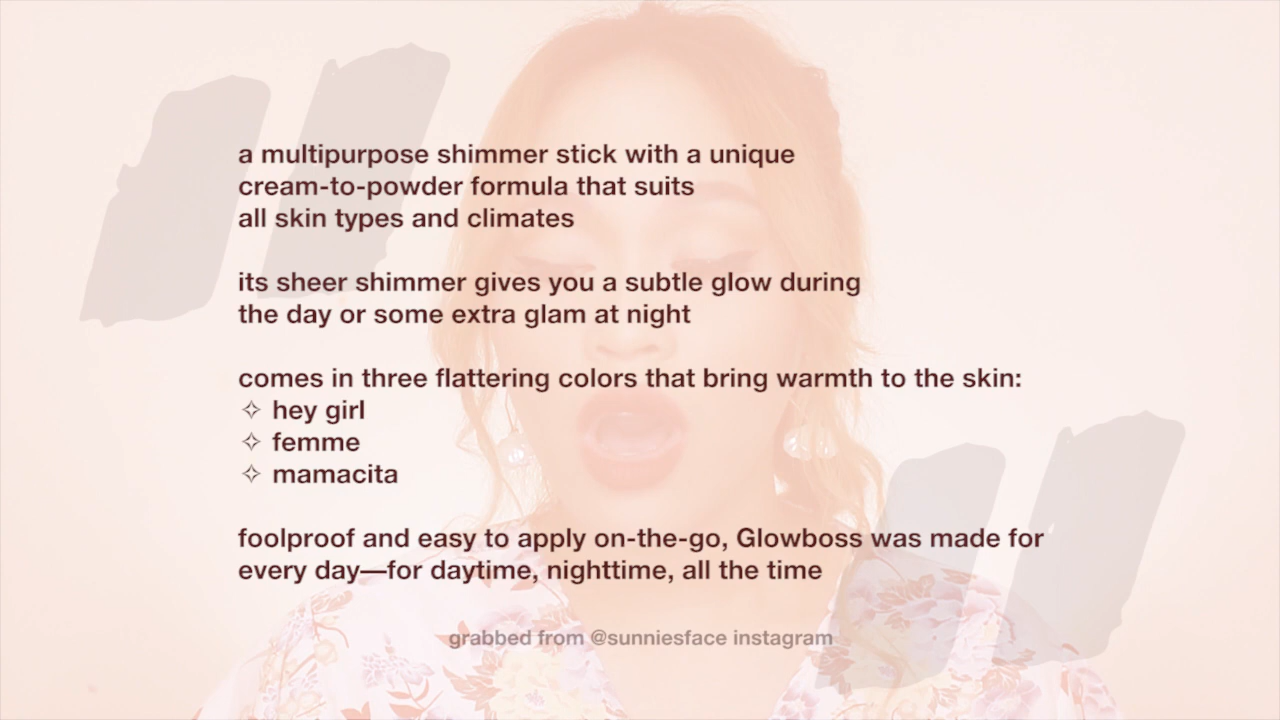 a multipurpose shimmer stick with a unique
cream-to-powder formula that suits
all skin types and climates
its sheer shimmer gives you a subtle glow during
the day or some extra glam at night
comes in three flattering colors that bring warmth to the skin:
✧ hey girl
✧ femme
✧ mamacita
foolproof and easy to apply on-the-go, Glowboss was made for
every day—for daytime, nighttime, all the time
grabbed from @sunniesface instagram